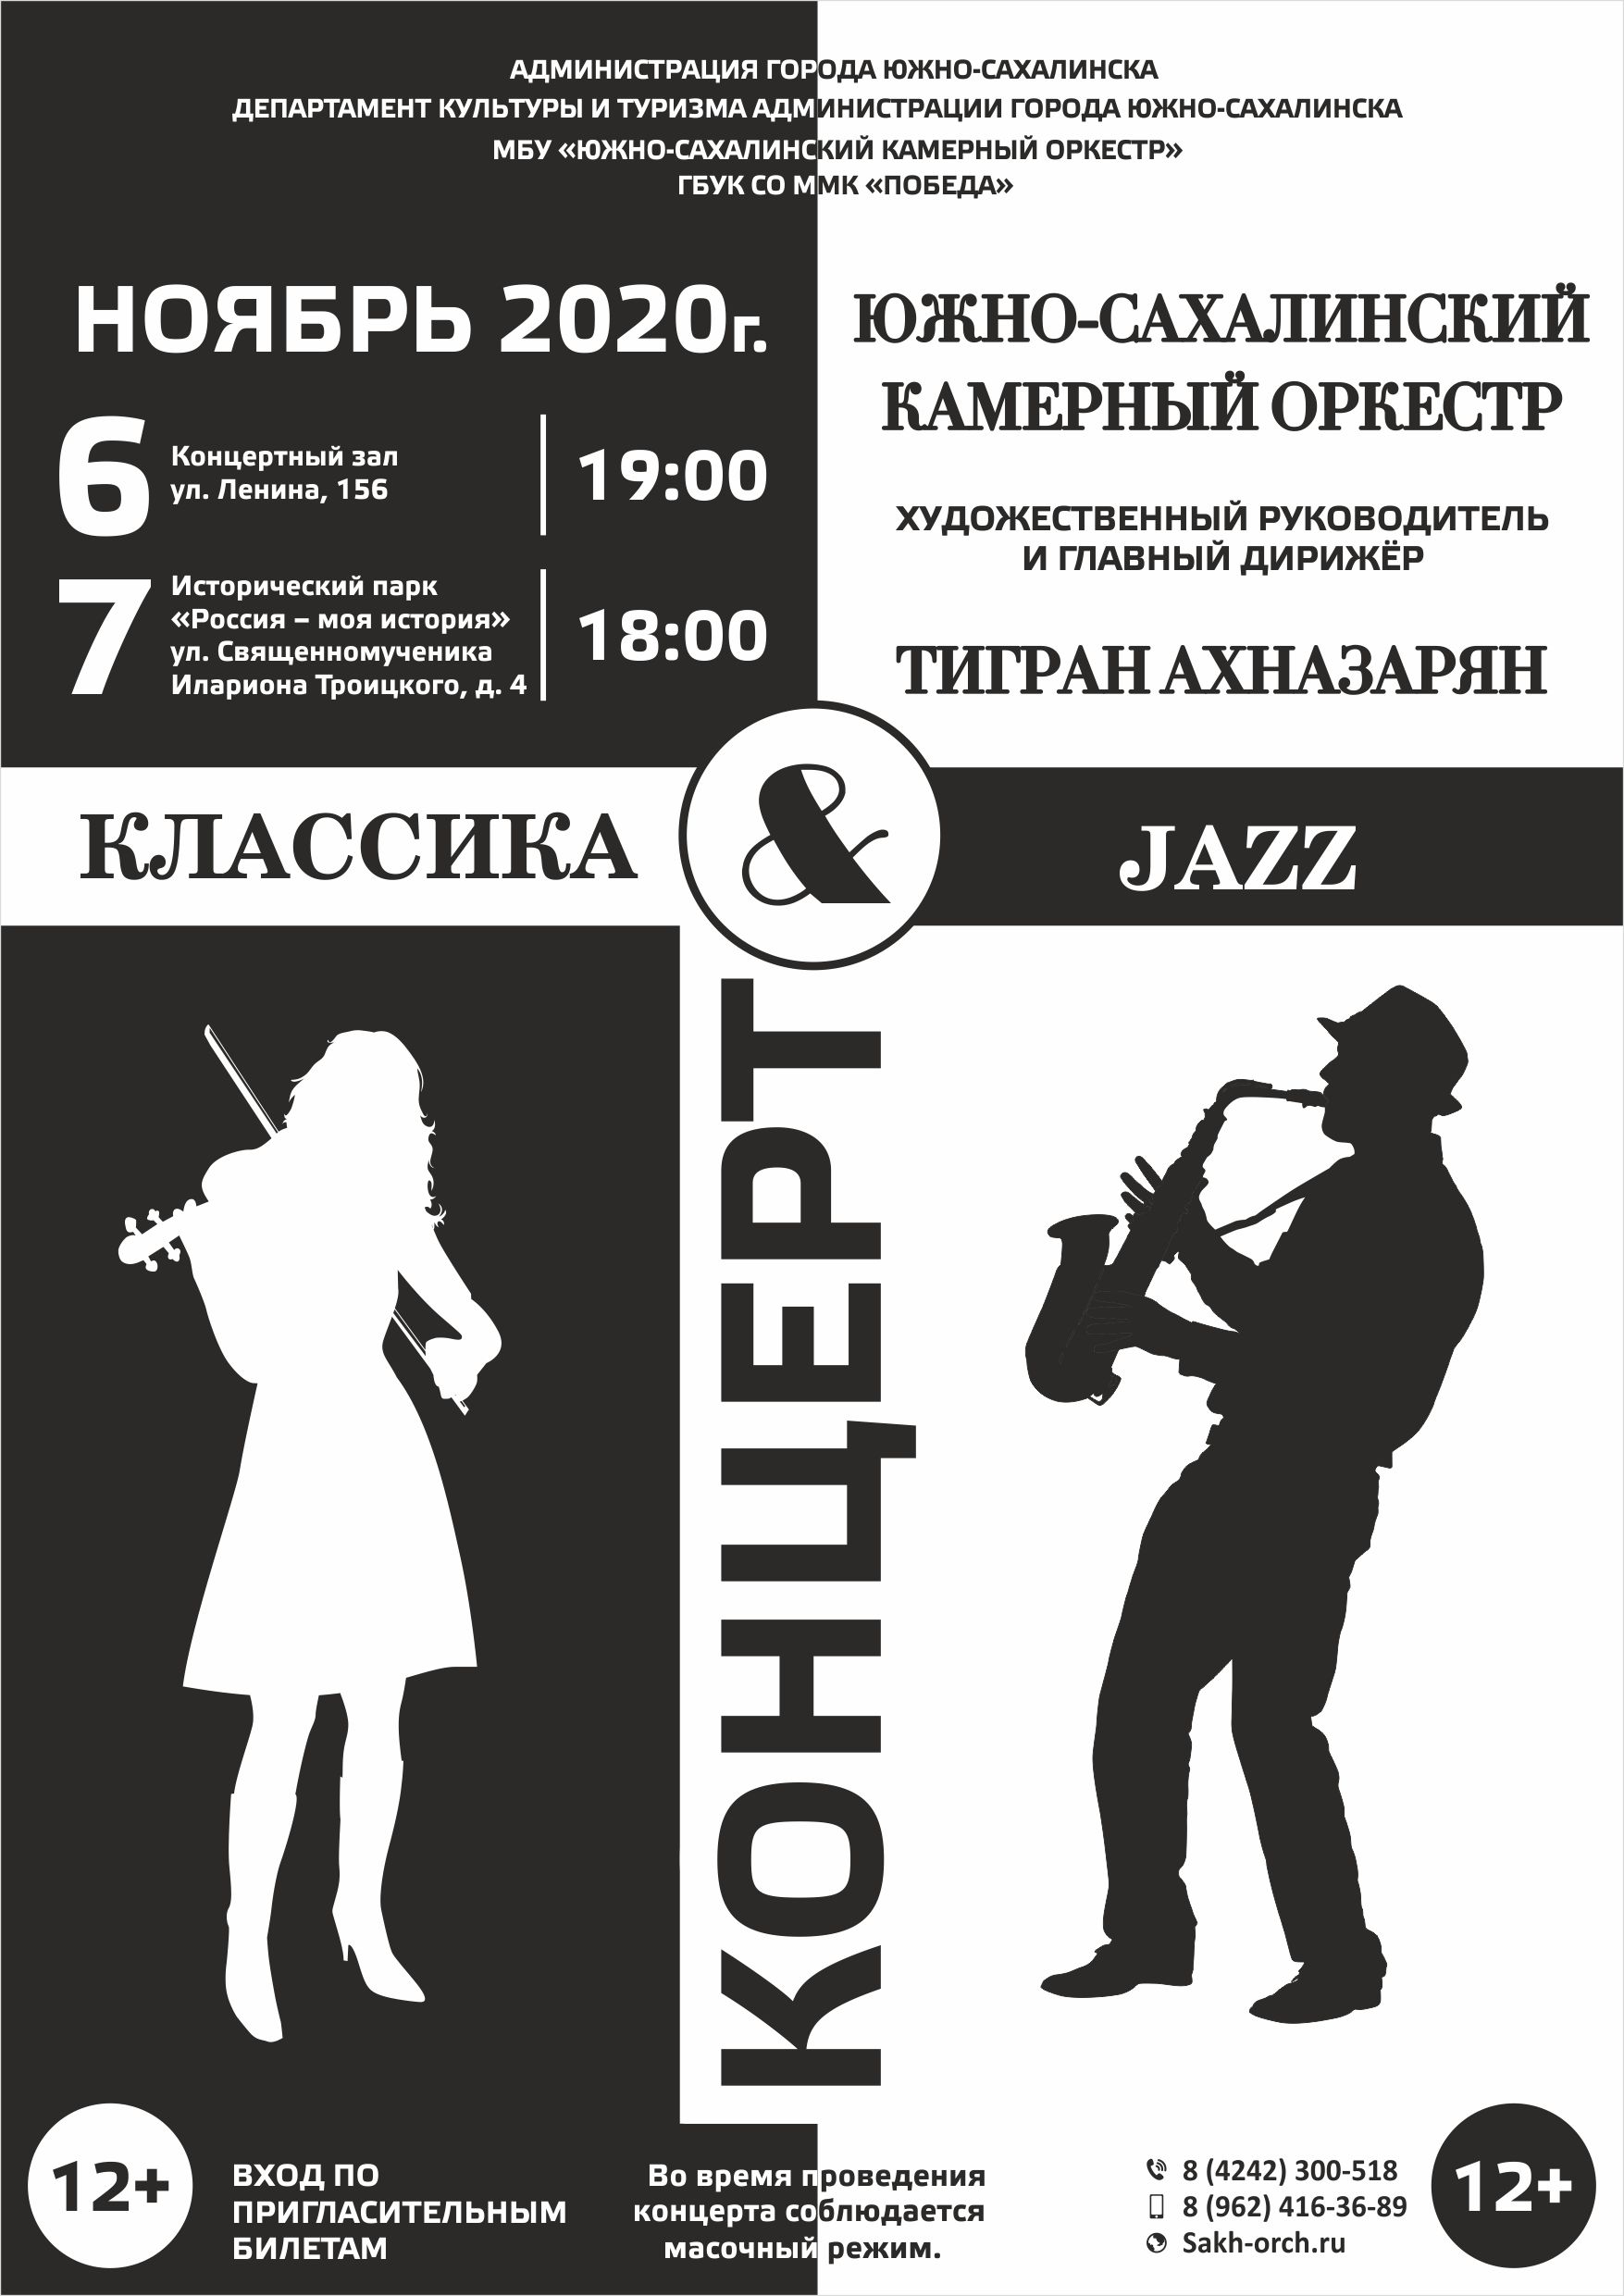 АДМИНИСТРАЦИЯ ГОРОДА ЮЖНО-САХАЛИНСКА
ДЕПАРТАМЕНТ КУЛЬТУРЫ И ТУРИЗМА АДМИНИСТРАЦИИ ГОРОДА ЮЖНО-САХАЛИНСКА
МБУ «ЮЖНО-САХАЛИНСКИЙ КАМЕРНЫЙ ОРКЕСТР»
ГБУК СО ММК «ПОБЕДА»
НОЯБРЬ 2020г.
6
Концертный зал
ул. Ленина, 156
19:00
7
Исторический парк
«Россия – моя история»
ул. Священномученика
Илариона Троицкого, д. 4
18:00
ЮЖНО-САХАЛИНСКИЙ
КАМЕРНЫЙ ОРКЕСТР
ХУДОЖЕСТВЕННЫЙ РУКОВОДИТЕЛЬ
И ГЛАВНЫЙ ДИРИЖЁР
ТИГРАН АХНАЗАРЯН
КЛАССИКА
&
JAZZ
КОНЦЕРТ
12+
ВХОД ПО
ПРИГЛАСИТЕЛЬНЫМ
БИЛЕТАМ
Во время проведения
концерта соблюдается
масочный режим.
8 (4242) 300-518
8 (962) 416-36-89
Sakh-orch.ru
12+